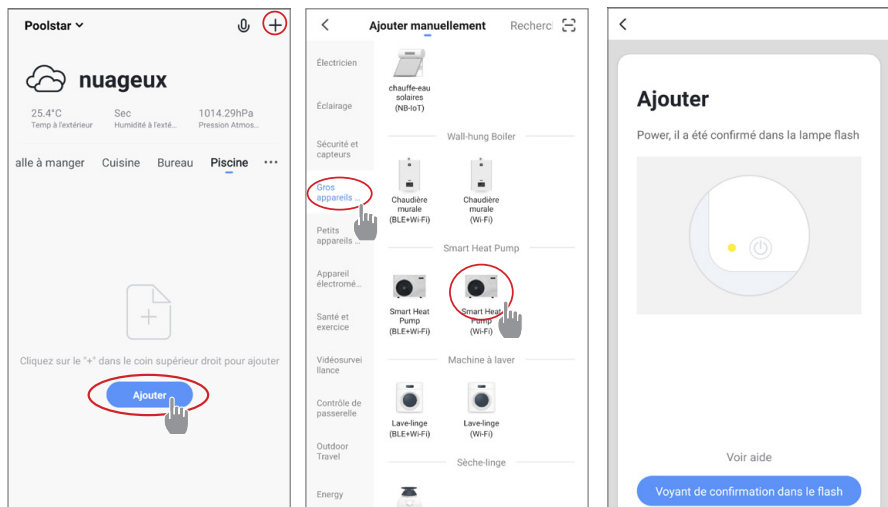 Poolstar
+
nuageux
25.4°C Sec 1014.29hPa
Temp à l'extérieur Humidité à l'exté... Pression Atmos...
alle à manger Cuisine Bureau Piscine ...
Cliquez sur le "+" dans le coin supérieur droit pour ajouter
Ajouter
Ajouter manuellement Recherc
Électricien
Éclairage
Sécurité et
capteurs
Gros
appareils ...
Petits
appareils ...
Appareil
électromé...
Santé et
exercice
Vidéosurvei
llance
Contrôle de
passerelle
Outdoor
Travel
Energy
chauffe-eau
solaires
(NB-IoT)
Wall-hung Boiler
Chaudière
murale
(BLE+Wi-Fi)
Chaudière
murale
(Wi-Fi)
Smart Heat Pump
Smart Heat
Pump
(BLE+Wi-Fi)
Smart Heat
Pump
(Wi-Fi)
Machine à laver
Lave-linge
(BLE+Wi-Fi)
Lave-linge
(Wi-Fi)
Sèche-linge
Ajouter
Power, il a été confirmé dans la lampe flash
Voir aide
Voyant de confirmation dans le flash